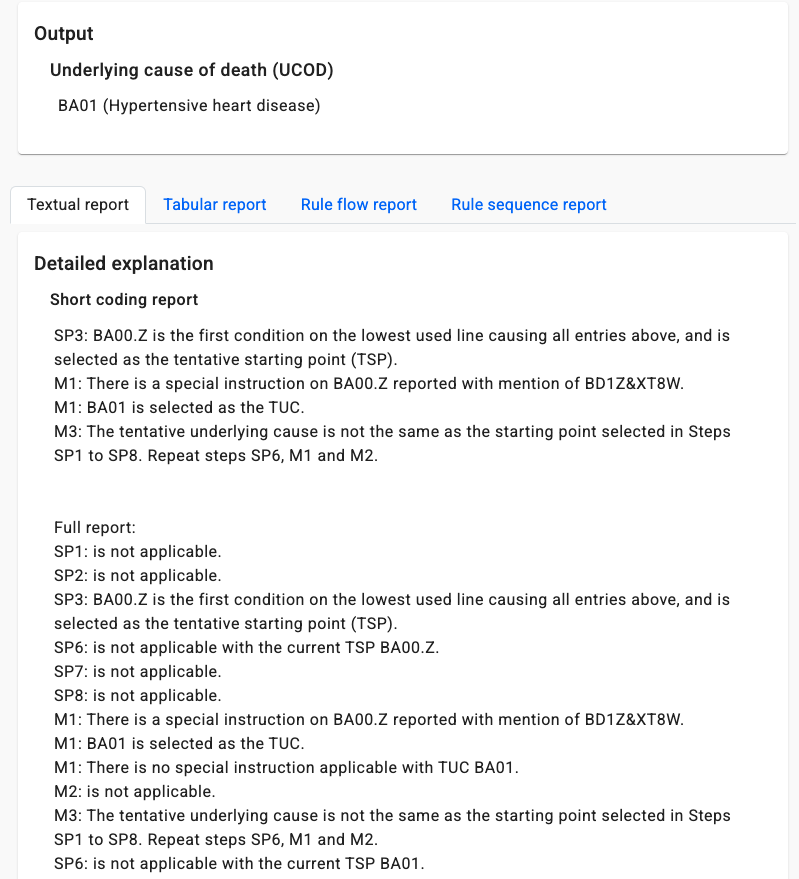 Output
Underlying cause of death (UCOD)
BA01 (Hypertensive heart disease)
Textual report
Tabular report
Rule flow report
Rule sequence report
Detailed explanation
Short coding report
SP3: BA00.Z is the first condition on the lowest used line causing all entries above, and is
selected as the tentative starting point (TSP).
M1: There is a special instruction on BA00.Z reported with mention of BD1Z&XT8W.
M1: BA01 is selected as the TUC.
M3: The tentative underlying cause is not the same as the starting point selected in Steps
SP1 to SP8. Repeat steps SP6, M1 and M2.
Full report:
SP1: is not applicable.
SP2: is not applicable.
SP3: BA00.Z is the first condition on the lowest used line causing all entries above, and is
selected as the tentative starting point (TSP).
SP6: is not applicable with the current TSP BA00.Z.
SP7: is not applicable.
SP8: is not applicable.
M1: There is a special instruction on BA00.Z reported with mention of BD1Z&XT8W.
M1: BA01 is selected as the TUC.
M1: There is no special instruction applicable with TUC BA01.
M2: is not applicable.
M3: The tentative underlying cause is not the same as the starting point selected in Steps
SP1 to SP8. Repeat steps SP6, M1 and M2.
SP6: is not applicable with the current TSP BA01.